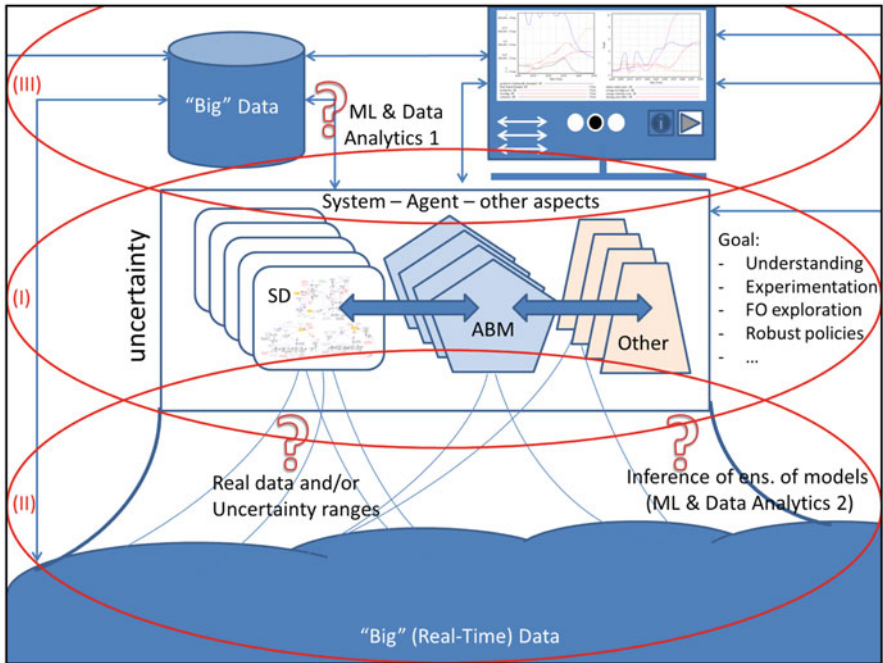 (III)
"Big" Data
ML & Data
Analytics 1
System – Agent – other aspects
uncertainty
(I)
SD
ABM
Other
Goal:
- Understanding
- Experimentation
- FO exploration
- Robust policies
- ...
(II)
Real data and/or
Uncertainty ranges
Inference of ens. of models
(ML & Data Analytics 2)
"Big" (Real-Time) Data